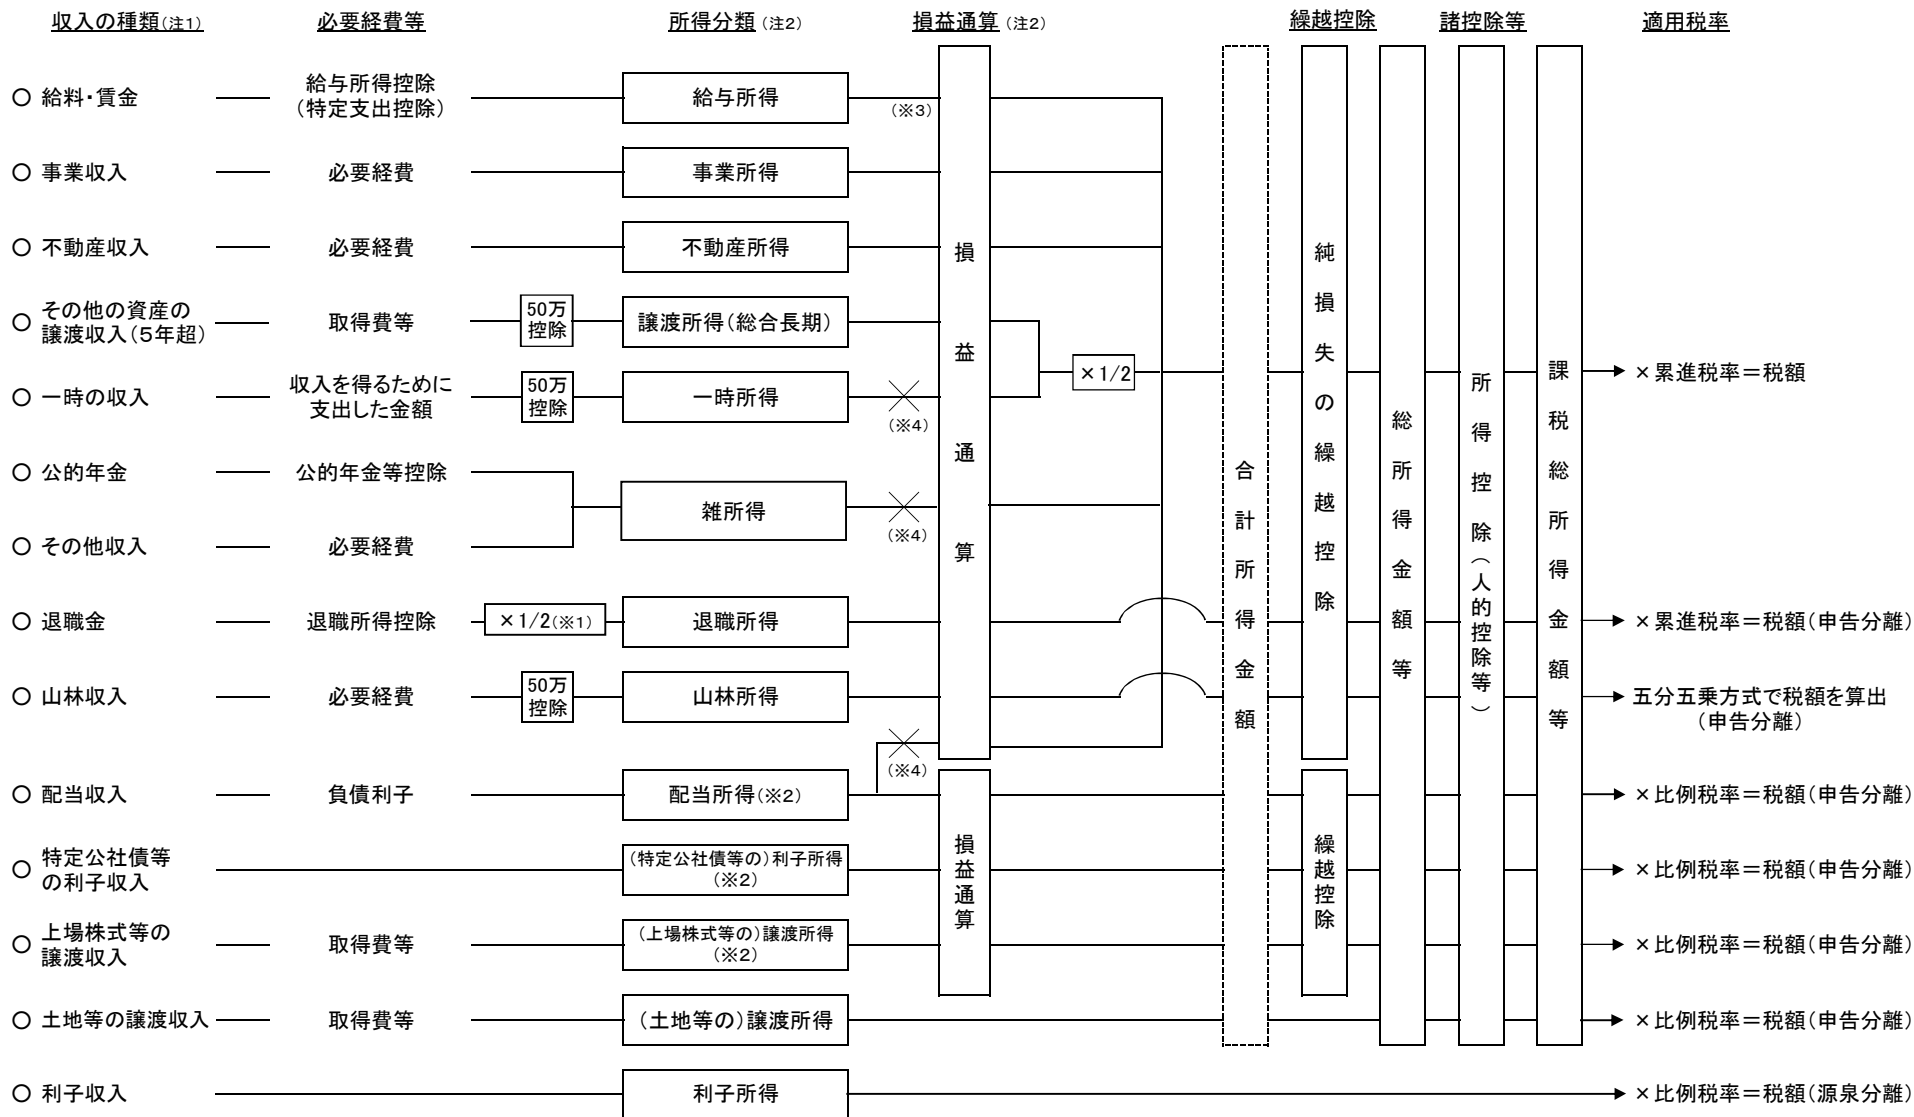 収入の種類(注1) 必要経費等 所得分類(注2) 損益通算(注2) 繰越控除 諸控除等 適用税率
○ 給料・賃金 給与所得控除 給与所得
(特定支出控除) (※3)
○ 事業収入 必要経費 事業所得
○ 不動産収入 必要経費 不動産所得
○ その他の資産の
譲渡収入(5年超) 取得費等 50万
控除 譲渡所得(総合長期)
○ 一時の収入 収入を得るために
支出した金額 50万
控除 一時所得 (※4)
×1/2
×累進税率=税額
○ 公的年金 公的年金等控除
雑所得 (※4)
○ その他収入 必要経費
○ 退職金 退職所得控除 ×1/2(※1) 退職所得 ×累進税率=税額(申告分離)
○ 山林収入 必要経費 50万
控除 山林所得 五分五乗方式で税額を算出
(申告分離)
(※4)
○ 配当収入 負債利子 配当所得(※2) ×比例税率=税額(申告分離)
○ 特定公社債等
の利子収入 (特定公社債等の)利子所得
(※2) ×比例税率=税額(申告分離)
○ 上場株式等の
譲渡収入 取得費等 (上場株式等の)譲渡所得
(※2) ×比例税率=税額(申告分離)
○ 土地等の譲渡収入 取得費等 (土地等の)譲渡所得 ×比例税率=税額(申告分離)
○ 利子収入 利子所得 ×比例税率=税額(源泉分離)
損益通算
損益通算
合計所得金額
純損失の繰越控除
繰越控除
総所得金額等
所得控除(人的控除等)
課税総所得金額等